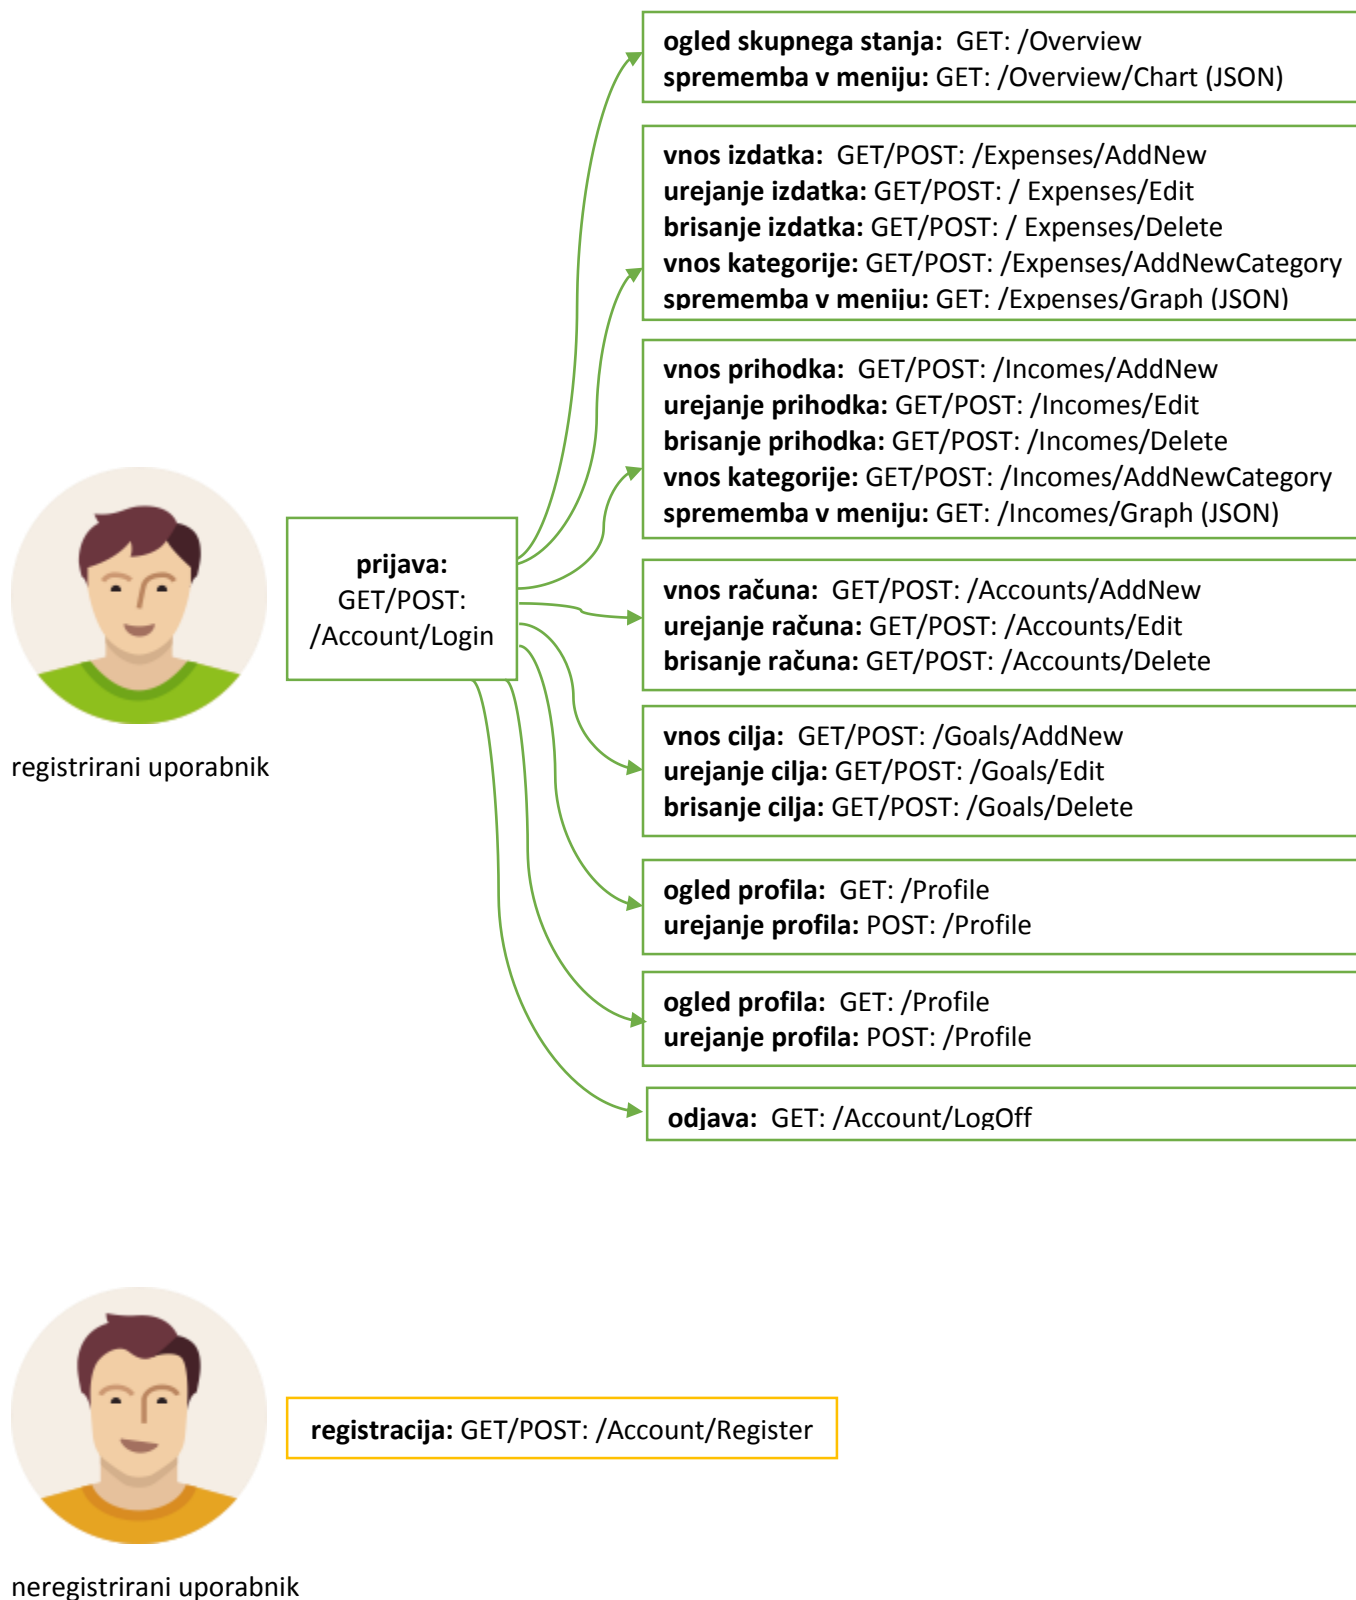 ogled skupnega stanja: GET: /Overview
sprememba v meniju: GET: /Overview/Chart (JSON)
vnos izdatka: GET/POST: /Expenses/AddNew
urejanje izdatka: GET/POST: / Expenses/Edit
brisanje izdatka: GET/POST: / Expenses/Delete
vnos kategorije: GET/POST: /Expenses/AddNewCategory
sprememba v meniju: GET: /Expenses/Graph (JSON)
vnos prihodka: GET/POST: /Incomes/AddNew
urejanje prihodka: GET/POST: /Incomes/Edit
brisanje prihodka: GET/POST: /Incomes/Delete
vnos kategorije: GET/POST: /Incomes/AddNewCategory
sprememba v meniju: GET: /Incomes/Graph (JSON)
prijava:
GET/POST:
/Account/Login
vnos računa: GET/POST: /Accounts/AddNew
urejanje računa: GET/POST: /Accounts/Edit
brisanje računa: GET/POST: /Accounts/Delete
registrirani uporabnik
vnos cilja: GET/POST: /Goals/AddNew
urejanje cilja: GET/POST: /Goals/Edit
brisanje cilja: GET/POST: /Goals/Delete
ogled profila: GET: /Profile
urejanje profila: POST: /Profile
ogled profila: GET: /Profile
urejanje profila: POST: /Profile
odjava: GET: /Account/LogOff
registracija: GET/POST: /Account/Register
neregistrirani uporabnik